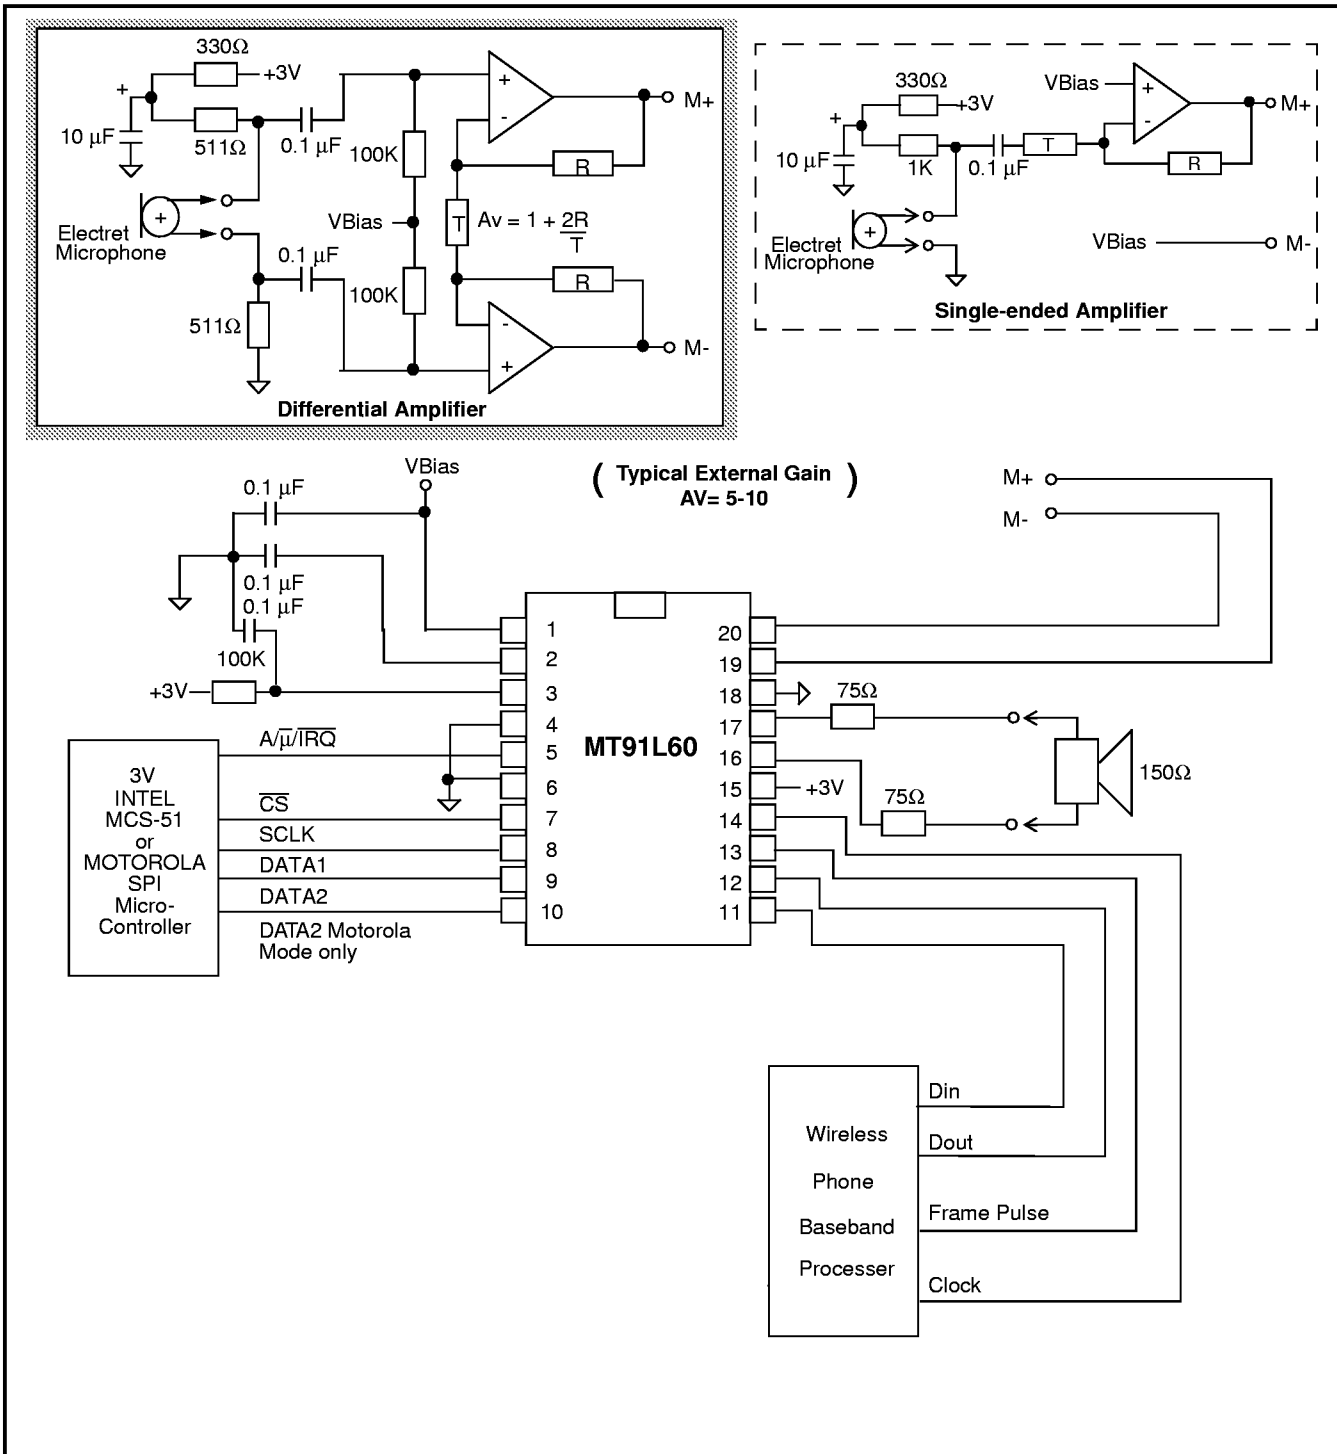 330Ω
+3V
+
10 µF
511Ω
0.1 µF
100K
+
-
M+
R
VBias
T
Av = 1 + 2R
T
+
Electret
Microphone
0.1 µF
100K
R
511Ω
-
+
M-
Differential Amplifier
330Ω
+3V
+
10 µF
1K
0.1 µF
T
VBias
+
-
M+
R
+
Electret
Microphone
VBias
M-
Single-ended Amplifier
VBias
( Typical External Gain )
AV= 5-10
M+
M-
0.1 µF
0.1 µF
0.1 µF
100K
+3V
1
2
3
4
5
6
7
8
9
10
MT91L60
20
19
18
17
16
15
14
13
12
11
75Ω
75Ω
+3V
150Ω
3V
INTEL
MCS-51
or
MOTOROLA
SPI
Micro-
Controller
A/μ̅/I̅R̅Q̅
C̅S̅
SCLK
DATA1
DATA2
DATA2 Motorola
Mode only
Wireless
Phone
Baseband
Processer
Din
Dout
Frame Pulse
Clock